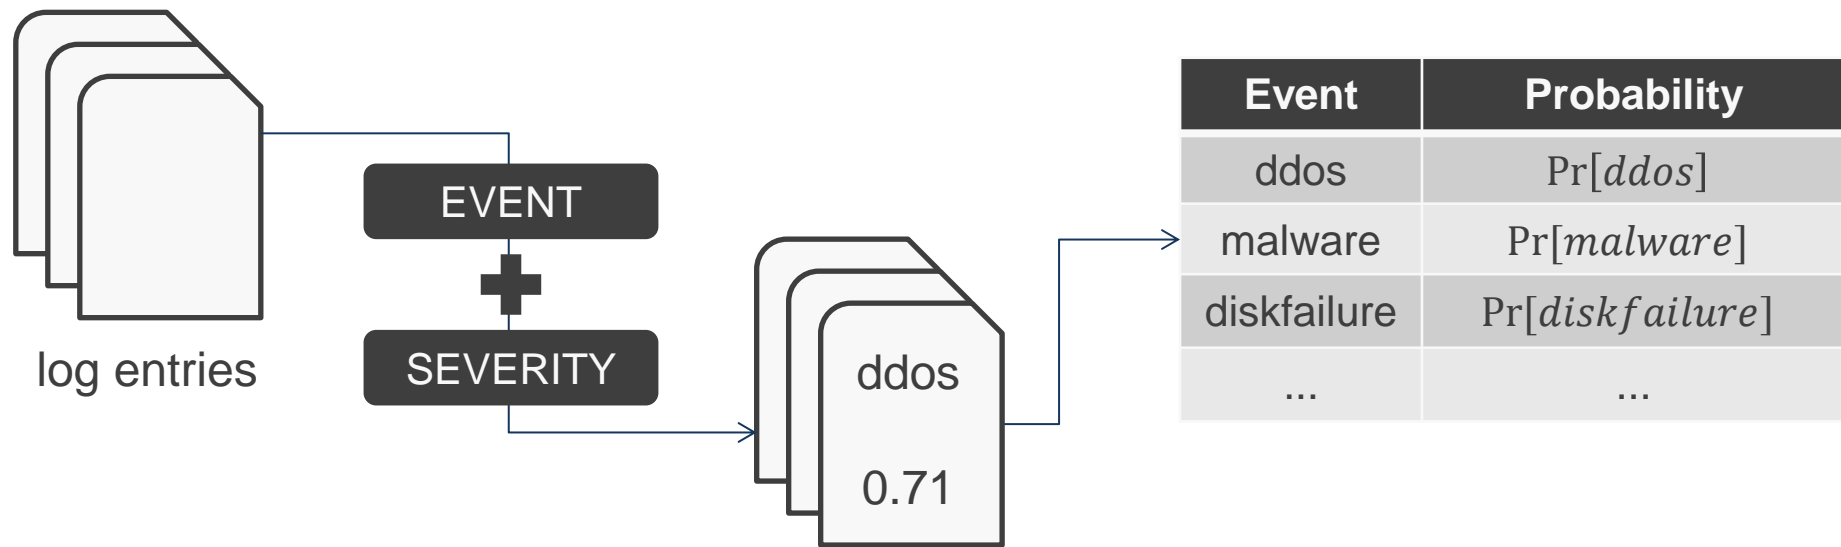 log entries
EVENT
SEVERITY
ddos
0.71
Event Probability
ddos Pr[ddos]
malware Pr[malware]
diskfailure Pr[diskfailure]
... ...